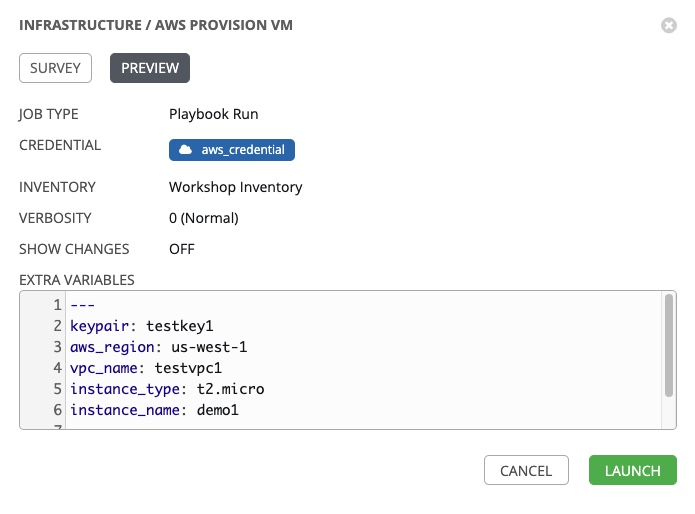 INFRASTRUCTURE / AWS PROVISION VM
SURVEY PREVIEW
JOB TYPE Playbook Run
CREDENTIAL aws_credential
INVENTORY Workshop Inventory
VERBOSITY 0 (Normal)
SHOW CHANGES OFF
EXTRA VARIABLES
1 ---
2 keypair: testkey1
3 aws_region: us-west-1
4 vpc_name: testvpc1
5 instance_type: t2.micro
6 instance_name: demo1
CANCEL LAUNCH